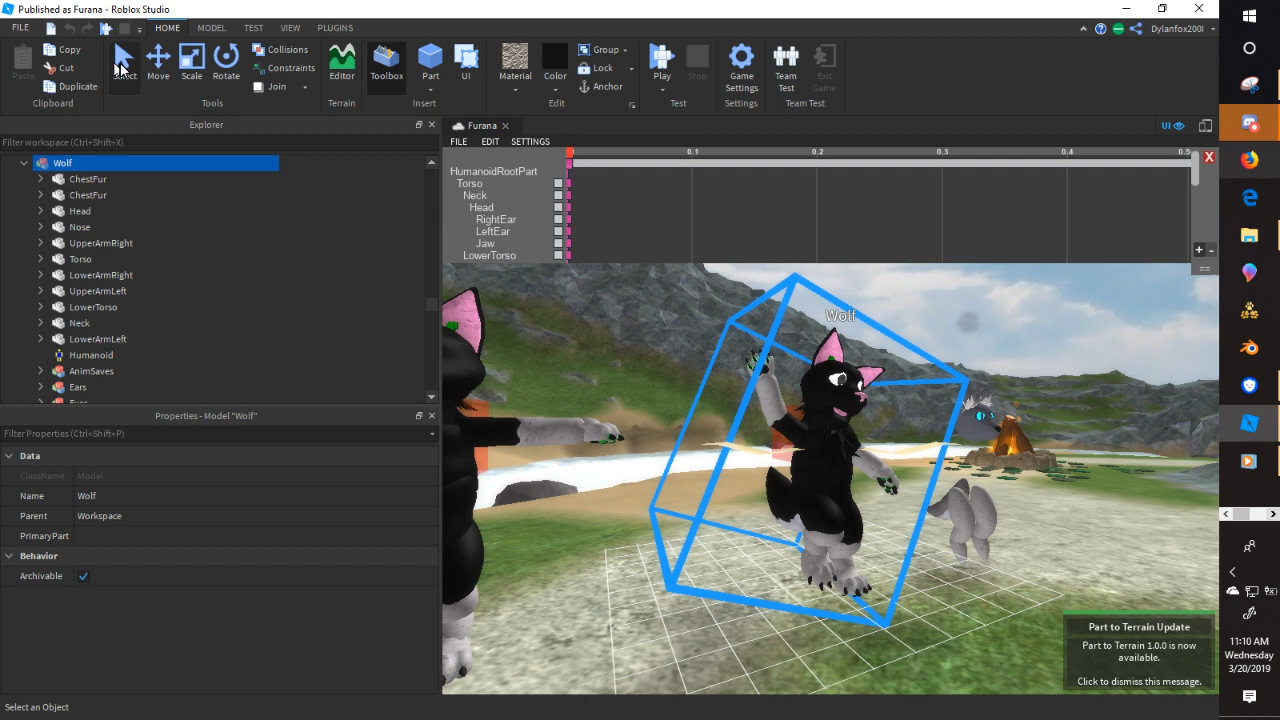 Published as Furana - Roblox Studio
FILE HOME MODEL TEST VIEW PLUGINS Dylanfox200l
Paste Copy Cut Duplicate Clipboard
Select Move Scale Rotate Collisions Constraints Join Tools
Editor Terrain
Toolbox Part UI Insert
Material Color Group Lock Anchor Edit
Play Stop Test
Game Settings Settings
Team Test Exit Game Team Test
Explorer
Filter workspace (Ctrl+Shift+X)
Wolf
ChestFur
ChestFur
Head
Nose
UpperArmRight
Torso
LowerArmRight
UpperArmLeft
LowerTorso
Neck
LowerArmLeft
Humanoid
AnimSaves
Ears
Properties - Model "Wolf"
Filter Properties (Ctrl+Shift+P)
Data
ClassName Model
Name Wolf
Parent Workspace
PrimaryPart
Behavior
Archivable
Select an Object
Furana UI
FILE EDIT SETTINGS
0.1 0.2 0.3 0.4 0.5
HumanoidRootPart
Torso
Neck
Head
RightEar
LeftEar
Jaw
LowerTorso
X
+ -
Wolf
Part to Terrain Update
Part to Terrain 1.0.0 is now
available.
Click to dismiss this message.
11:10 AM
Wednesday
3/20/2019